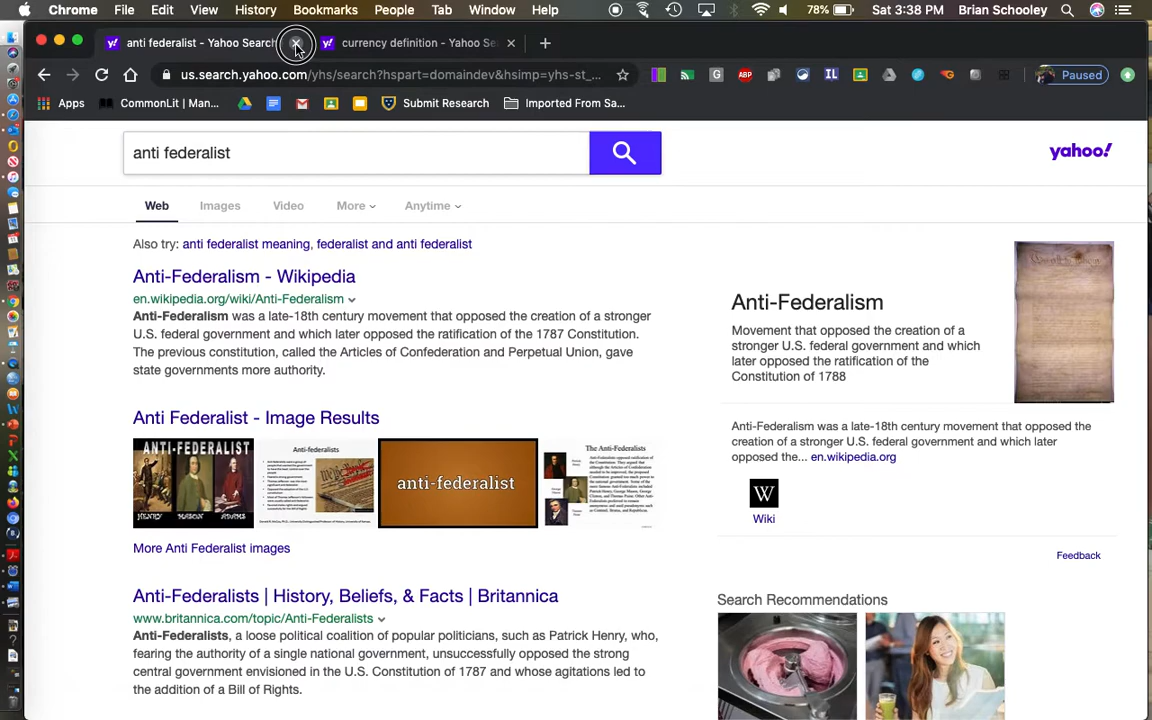 Chrome File Edit View History Bookmarks People Tab Window Help 78% Sat 3:38 PM Brian Schooley
anti federalist - Yahoo Search currency definition - Yahoo Se
us.search.yahoo.com/yhs/search?hspart=domaindev&hsimp=yhs-st_... Paused
Apps CommonLit | Man... Submit Research Imported From Sa...
anti federalist
yahoo!
Web Images Video More Anytime
Also try: anti federalist meaning, federalist and anti federalist
Anti-Federalism - Wikipedia
en.wikipedia.org/wiki/Anti-Federalism
Anti-Federalism was a late-18th century movement that opposed the creation of a stronger
U.S. federal government and which later opposed the ratification of the 1787 Constitution.
The previous constitution, called the Articles of Confederation and Perpetual Union, gave
state governments more authority.
Anti Federalist - Image Results
ANTI-FEDERALIST
HENRY MASON ADAMS
Anti-federalists
anti-federalist
The Anti-Federalists
More Anti Federalist images
Anti-Federalists | History, Beliefs, & Facts | Britannica
www.britannica.com/topic/Anti-Federalists
Anti-Federalists, a loose political coalition of popular politicians, such as Patrick Henry, who,
fearing the authority of a single national government, unsuccessfully opposed the strong
central government envisioned in the U.S. Constitution of 1787 and whose agitations led to
the addition of a Bill of Rights.
Anti-Federalism
Movement that opposed the creation of a
stronger U.S. federal government and which
later opposed the ratification of the
Constitution of 1788
Anti-Federalism was a late-18th century movement that opposed the
creation of a stronger U.S. federal government and which later
opposed the... en.wikipedia.org
W
Wiki
Feedback
Search Recommendations